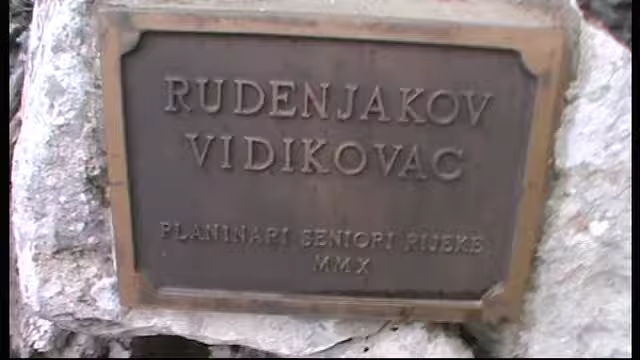 RUDENJAKOV
VIDIKOVAC
PLANINARI SENIORI RIJEKE
MMX